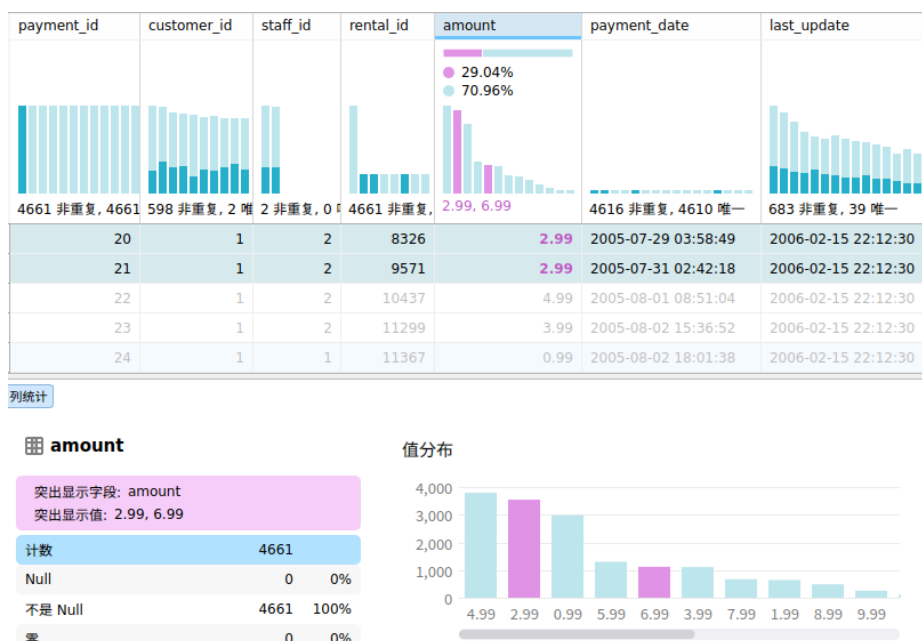 payment_id customer_id staff_id rental_id amount payment_date last_update
29.04%
70.96%
4661 非重复, 4661 598 非重复, 2 唯 2 非重复, 0 4661 非重复, 2.99, 6.99 4616 非重复, 4610 唯一 683 非重复, 39 唯一
20 1 2 8326 2.99 2005-07-29 03:58:49 2006-02-15 22:12:30
21 1 2 9571 2.99 2005-07-31 02:42:18 2006-02-15 22:12:30
22 1 2 10437 4.99 2005-08-01 08:51:04 2006-02-15 22:12:30
23 1 2 11299 3.99 2005-08-02 15:36:52 2006-02-15 22:12:30
24 1 1 11367 0.99 2005-08-02 18:01:38 2006-02-15 22:12:30
列统计
amount
突出显示字段: amount
突出显示值: 2.99, 6.99
计数 4661
Null 0 0%
不是 Null 4661 100%
零 0 0%
值分布
4,000
3,000
2,000
1,000
0
4.99 2.99 0.99 5.99 6.99 3.99 7.99 1.99 8.99 9.99